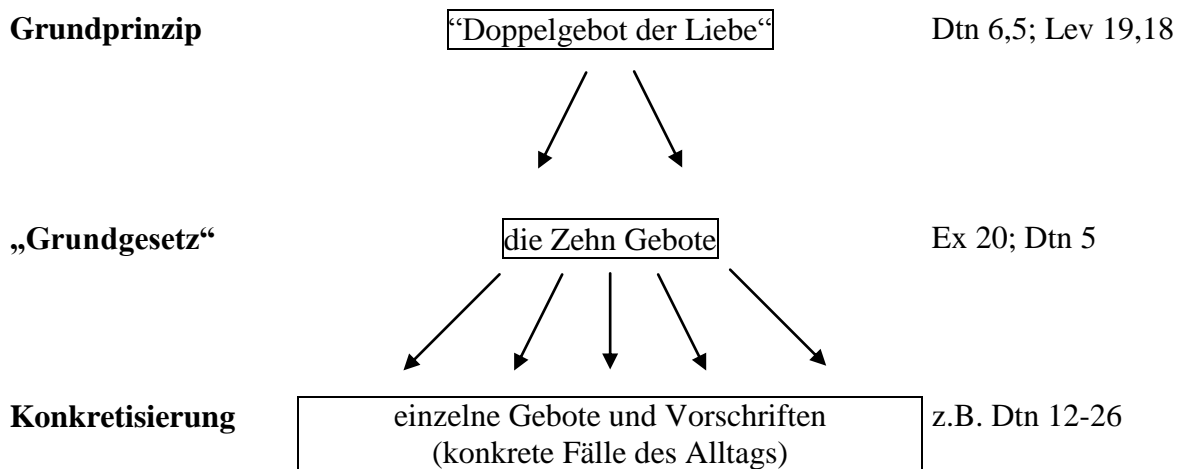 Grundprinzip “Doppelgebot der Liebe“ Dtn 6,5; Lev 19,18
„Grundgesetz“ die Zehn Gebote Ex 20; Dtn 5
Konkretisierung einzelne Gebote und Vorschriften z.B. Dtn 12-26
(konkrete Fälle des Alltags)